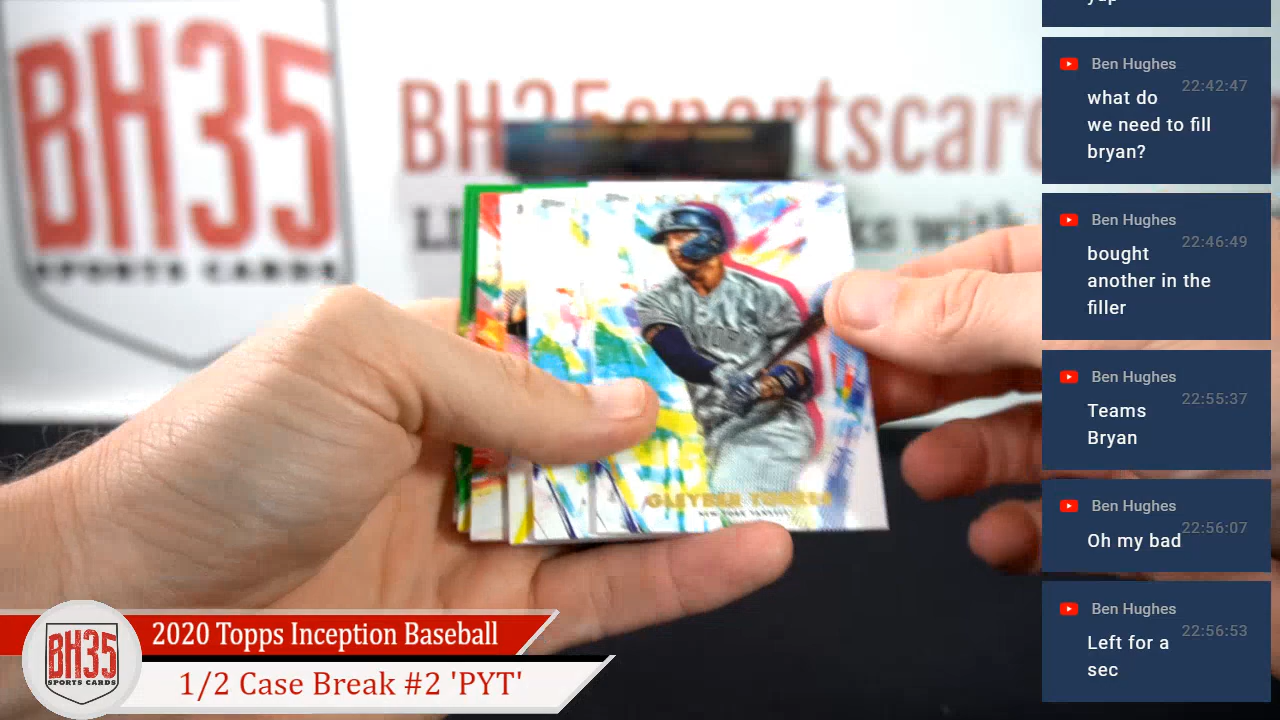 BH35
SPORTS CARDS
BH35sportscard
GLEYBER TORRES
NEW YORK YANKEES
yup
Ben Hughes
22:42:47
what do
we need to fill
bryan?
Ben Hughes
22:46:49
bought
another in the
filler
Ben Hughes
22:55:37
Teams
Bryan
Ben Hughes
22:56:07
Oh my bad
Ben Hughes
22:56:53
Left for a
sec
BH35
SPORTS CARDS
2020 Topps Inception Baseball
1/2 Case Break #2 'PYT'